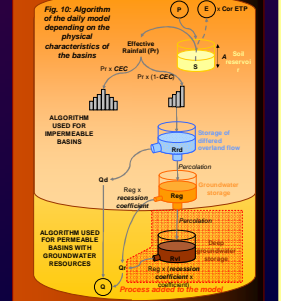 Fig. 10: Algorithm
of the daily model
depending on the
physical
characteristics of
the basins
P
E
x Cor ETP
Effective
Rainfall (Pr)
A
Soil
reservoi
r
S
Pr x CEC
Pr x (1-CEC)
ALGORITHM
USED FOR
IMPERMEABLE
BASINS
Storage of
differed
overland flow
Rrd
Percolation
Qd
Reg x
recession
coefficient
Groundwater
storage
Reg
Percolation
ALGORITHM USED
FOR PERMEABLE
BASINS WITH
GROUNDWATER
RESOURCES
Deep
groundwater
storage
Rvl
Qr
Reg x (recession
coefficient x
coefficient)
Q
Process added to the model